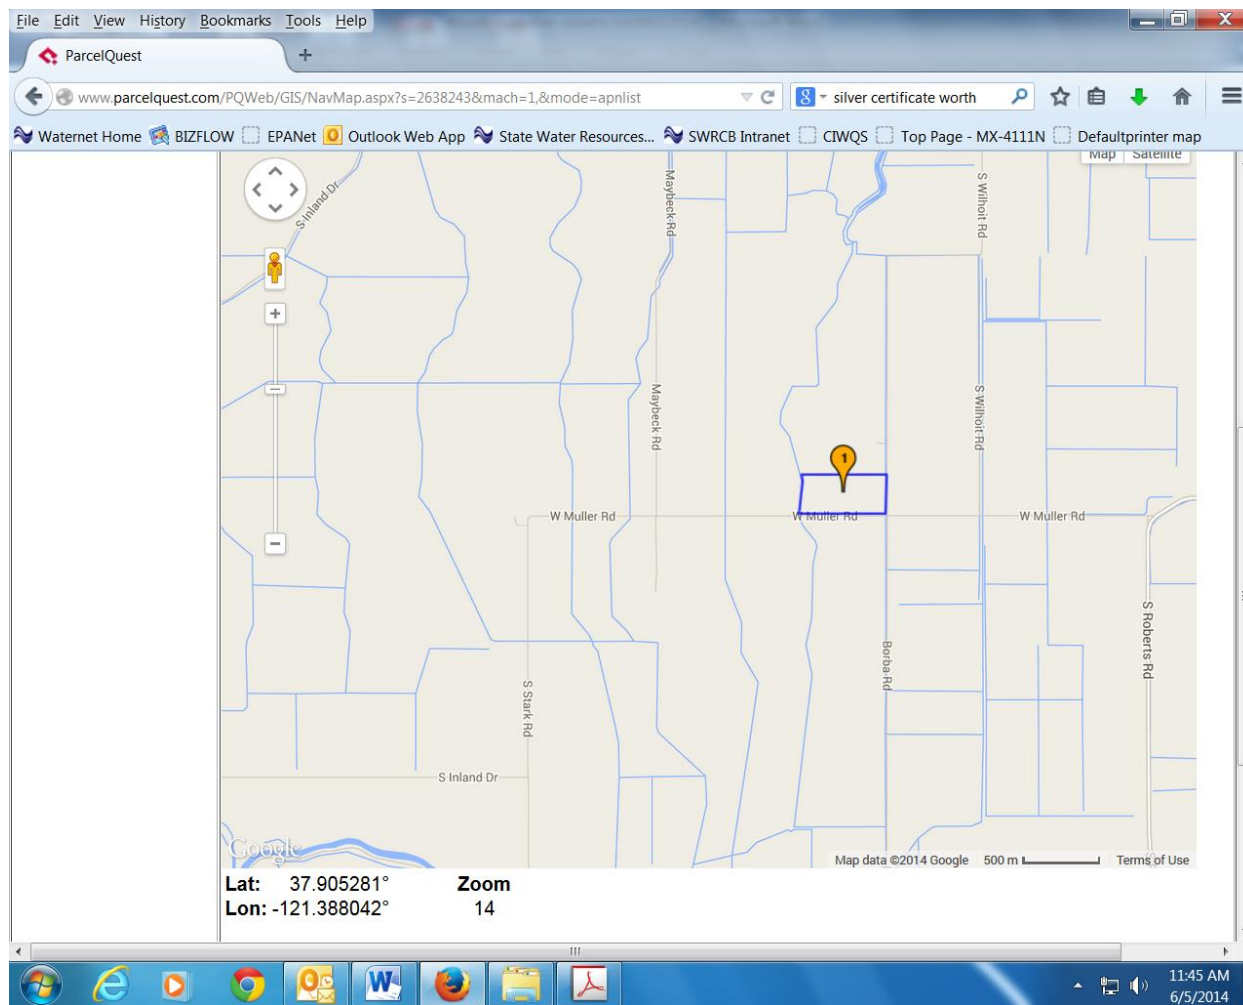 File Edit View History Bookmarks Tools Help
ParcelQuest +
www.parcelquest.com/PQWeb/GIS/NavMap.aspx?s=2638243&mach=1,&mode=apnlist 8 silver certificate worth
Waternet Home BIZFLOW EPANet Outlook Web App State Water Resources... SWRCB Intranet CIWQS Top Page - MX-4111N Defaultprinter map
Map Satellite
S Inland Dr
Maybeck Rd
S Wilhoit Rd
Maybeck Rd
S Wilhoit Rd
1
W Muller Rd
W Muller Rd
W Muller Rd
S Roberts Rd
Borba Rd
S Stark Rd
S Inland Dr
Google
Map data ©2014 Google 500 m Terms of Use
Lat: 37.905281° Zoom
Lon: -121.388042° 14
11:45 AM
6/5/2014